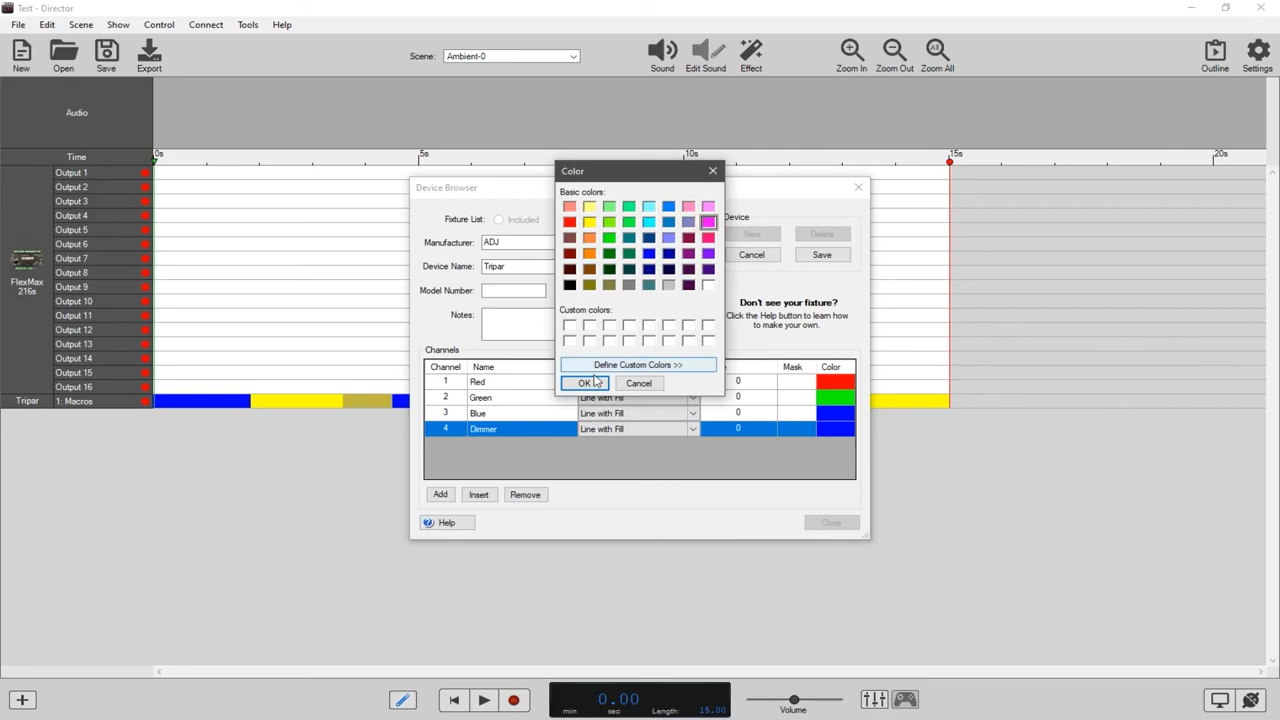 Test - Director
File Edit Scene Show Control Connect Tools Help
New Open Save Export Scene: Ambient-0 Sound Edit Sound Effect Zoom In Zoom Out All Zoom All Outline Settings
Audio
Time 0s 5s 10s 15s 20s
Output 1
Output 2
Output 3
Output 4
Output 5
Output 6
Output 7
Output 8
Output 9
Output 10
Output 11
Output 12
Output 13
Output 14
Output 15
Output 16
FlexMax
216s
Tripar 1: Macros
Device Browser
Fixture List: Included
Manufacturer: ADJ
Device Name: Tripar
Model Number:
Notes:
Device
New Delete
Cancel Save
Don't see your fixture?
Click the Help button to learn how
to make your own.
Channels
Channel Name Mask Color
1 Red 0
2 Green Line with Fill 0
3 Blue Line with Fill 0
4 Dimmer Line with Fill 0
Add Insert Remove
Help Close
Color
Basic colors:
Custom colors:
Define Custom Colors >>
OK Cancel
0.00
min sec Length: 15.00
Volume